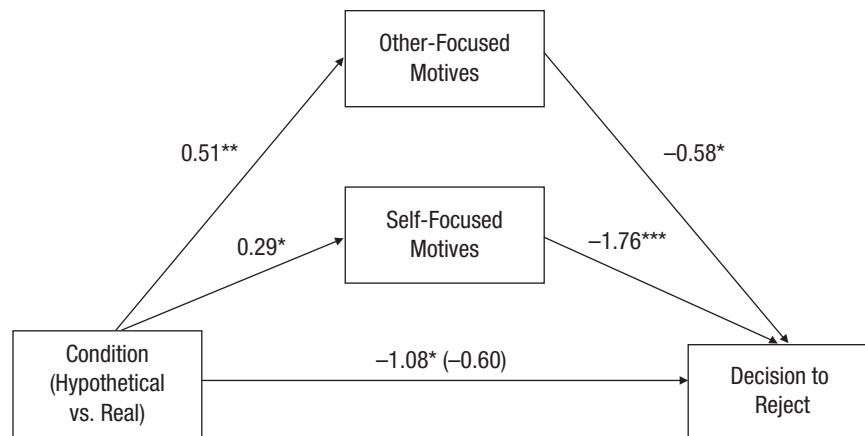 Other-Focused
Motives
0.51**
–0.58*
Self-Focused
Motives
0.29*
–1.76***
Condition
(Hypothetical
vs. Real)
–1.08* (–0.60)
Decision to
Reject